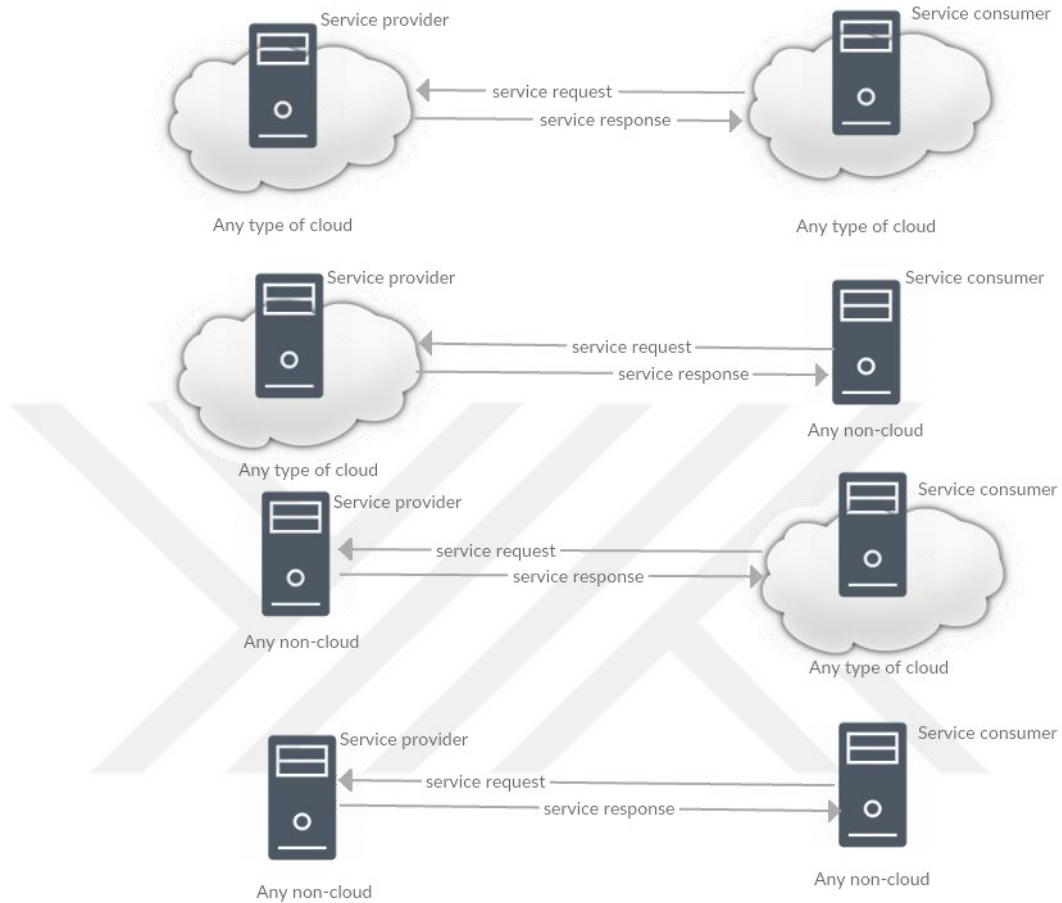 Service provider
Service consumer
service request
service response
Any type of cloud
Any type of cloud
Service provider
Service consumer
service request
service response
Any non-cloud
Any type of cloud
Service provider
Service consumer
service request
service response
Any non-cloud
Any type of cloud
Service provider
Service consumer
service request
service response
Any non-cloud
Any non-cloud